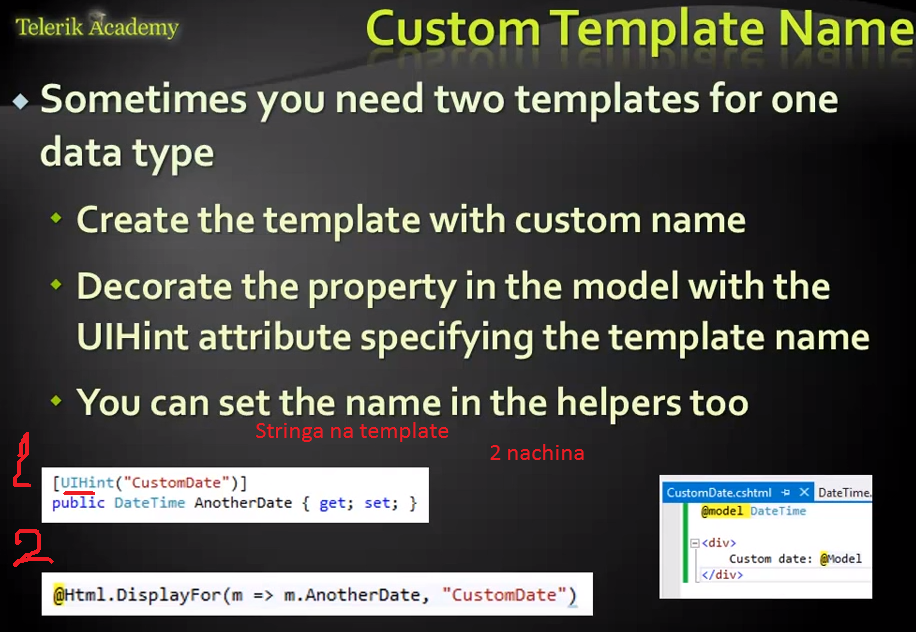 Telerik Academy
Custom Template Name
Sometimes you need two templates for one
data type
Create the template with custom name
Decorate the property in the model with the
UIHint attribute specifying the template name
You can set the name in the helpers too
Stringa na template
2 nachina
1
[UIHint("CustomDate")]
public DateTime AnotherDate { get; set; }
2
@Html.DisplayFor(m => m.AnotherDate, "CustomDate")
CustomDate.cshtml DateTime.
@model DateTime
<div>
Custom date: @Model
</div>